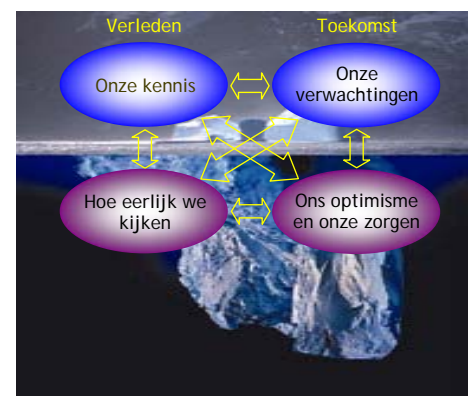 Verleden
Toekomst
Onze kennis
Onze
verwachtingen
Hoe eerlijk we
kijken
Ons optimisme
en onze zorgen